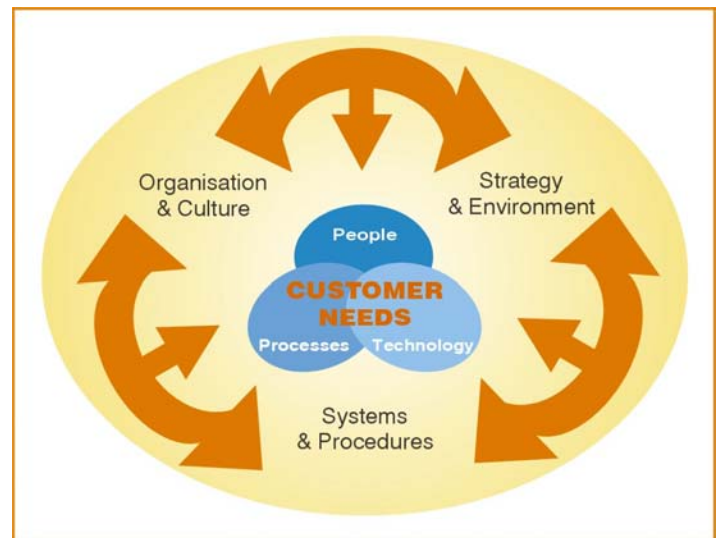 Organisation
& Culture
Strategy
& Environment
People
CUSTOMER
NEEDS
Processes
Technology
Systems
& Procedures